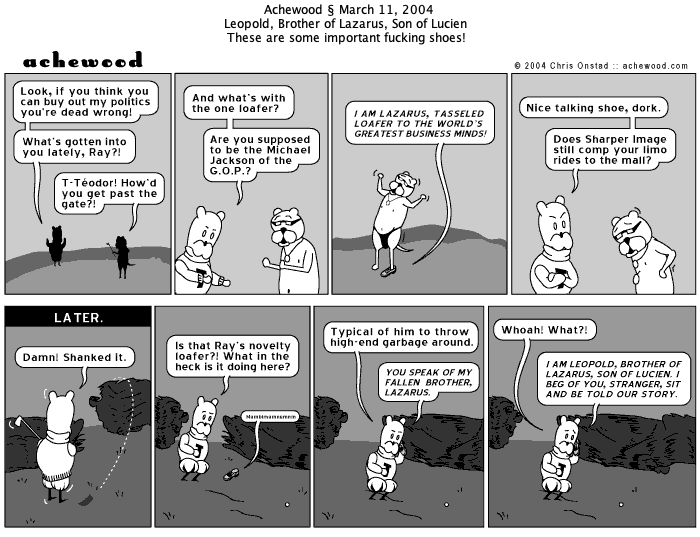 Achewood § March 11, 2004
Leopold, Brother of Lazarus, Son of Lucien
These are some important fucking shoes!
achewood
© 2004 Chris Onstad :: achewood.com
Look, if you think you
can buy out my politics
you're dead wrong!
What's gotten into
you lately, Ray?!
T-Téodor! How'd
you get past the
gate?!
And what's with
the one loafer?
Are you supposed
to be the Michael
Jackson of the
G.O.P.?
I AM LAZARUS, TASSELED
LOAFER TO THE WORLD'S
GREATEST BUSINESS MINDS!
Nice talking shoe, dork.
Does Sharper Image
still comp your limo
rides to the mall?
LATER.
Damn! Shanked it.
Is that Ray's novelty
loafer?! What in the
heck is it doing here?
Typical of him to throw
high-end garbage around.
YOU SPEAK OF MY
FALLEN BROTHER,
LAZARUS.
Whoah! What?!
I AM LEOPOLD, BROTHER OF
LAZARUS, SON OF LUCIEN. I
BEG OF YOU, STRANGER, SIT
AND BE TOLD OUR STORY.